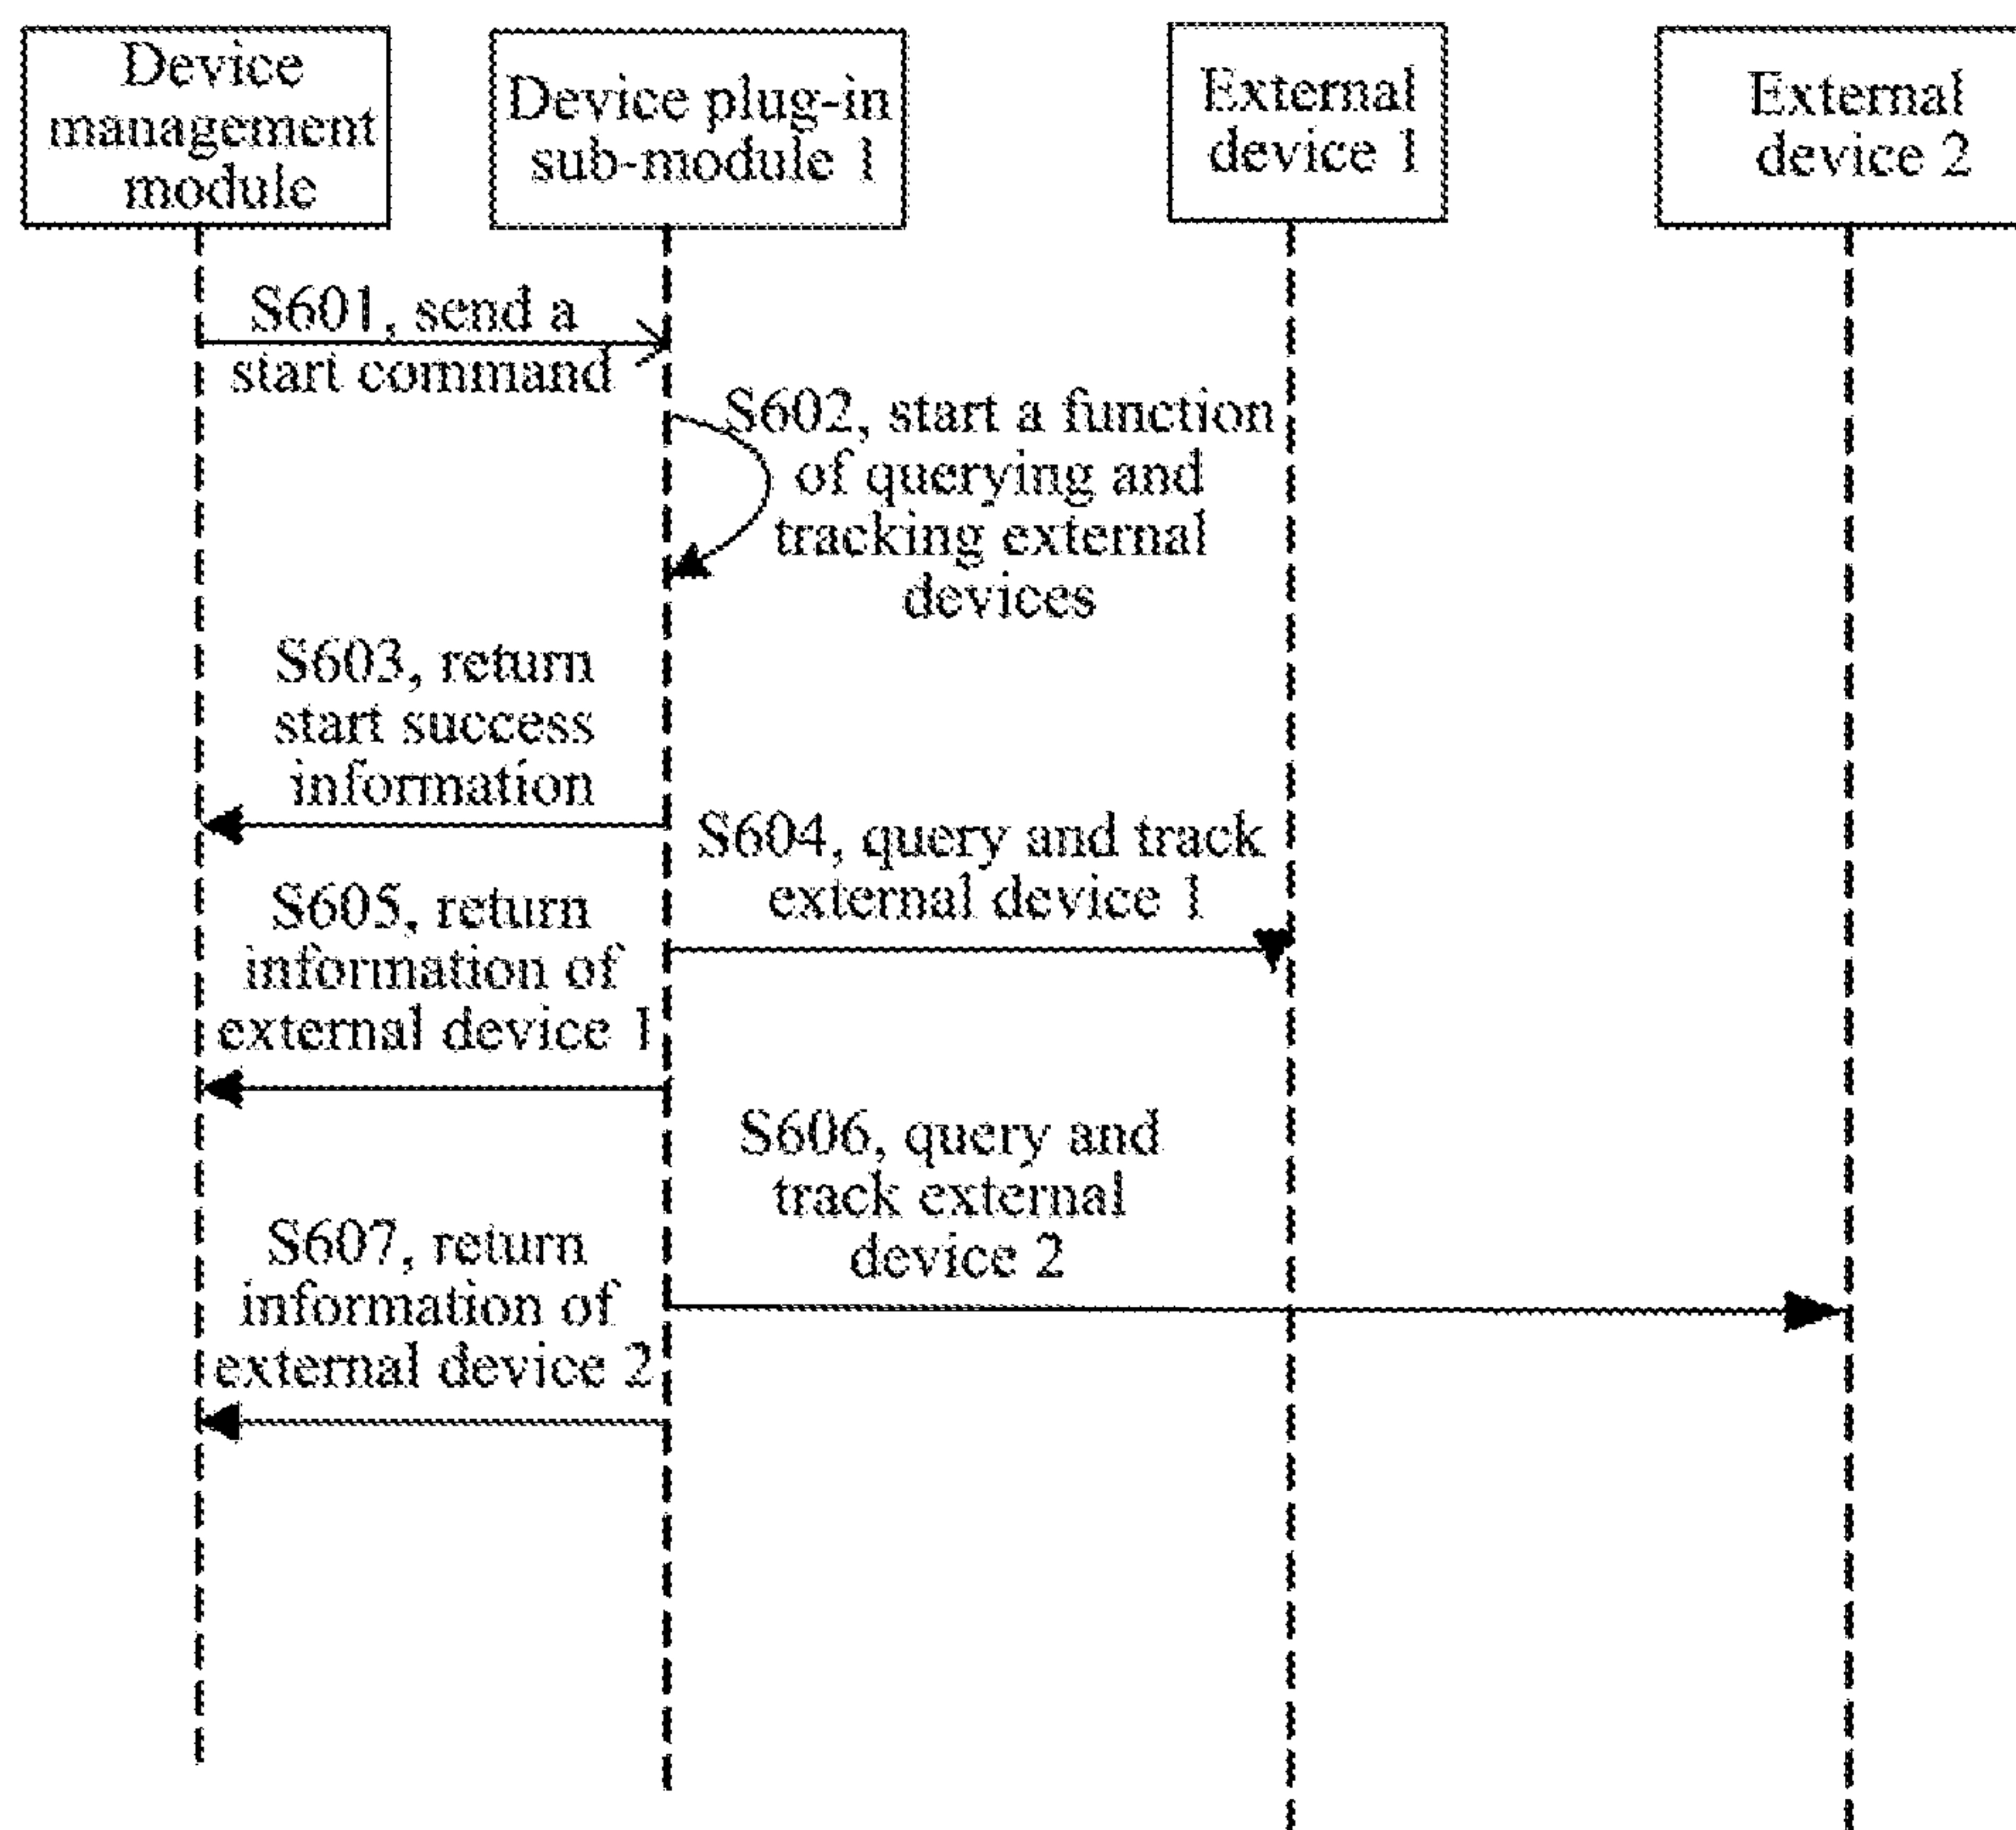 Device
management
module
Device plug-in
sub-module 1
External
device 1
External
device 2
S601, send a
start command
S602, start a function
of querying and
tracking external
devices
S603, return
start success
information
S604, query and track
external device 1
S605, return
information of
external device 1
S606, query and
track external
device 2
S607, return
information of
external device 2